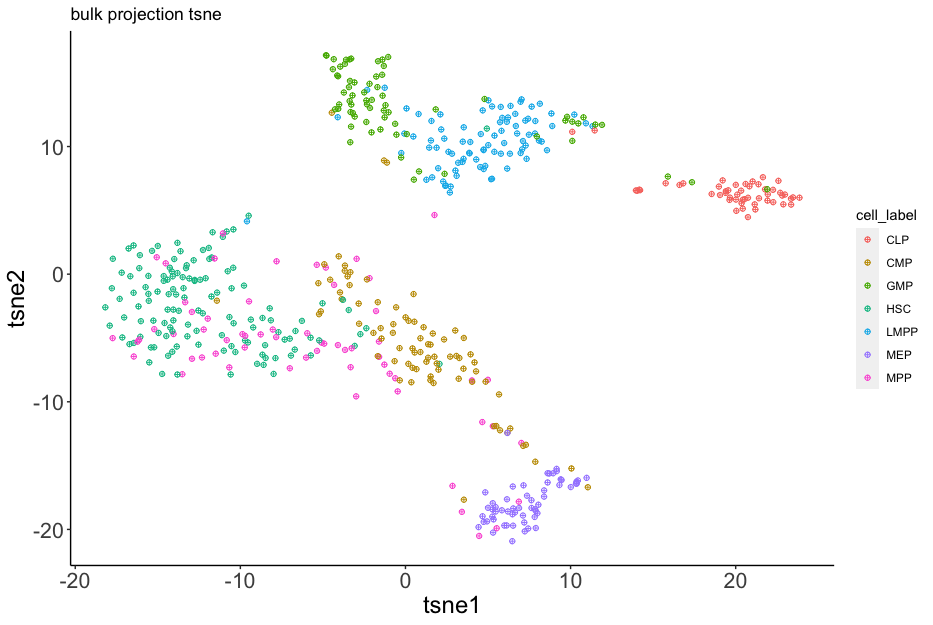 bulk projection tsne
tsne2
10
0
-10
-20
-20
-10
0
10
20
tsne1
cell_label
CLP
CMP
GMP
HSC
LMPP
MEP
MPP